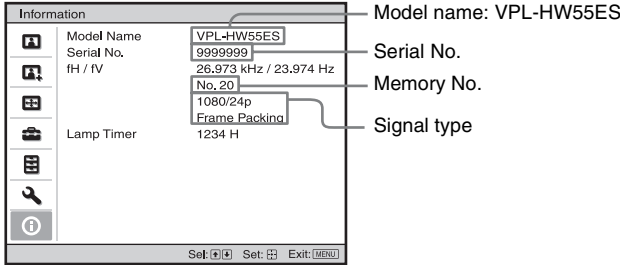 Information
Model Name VPL-HW55ES
Serial No. 9999999
fH / fV 26.973 kHz / 23.974 Hz
No. 20
1080/24p
Frame Packing
Lamp Timer 1234 H
Sel: Set: Exit: MENU
Model name: VPL-HW55ES
Serial No.
Memory No.
Signal type